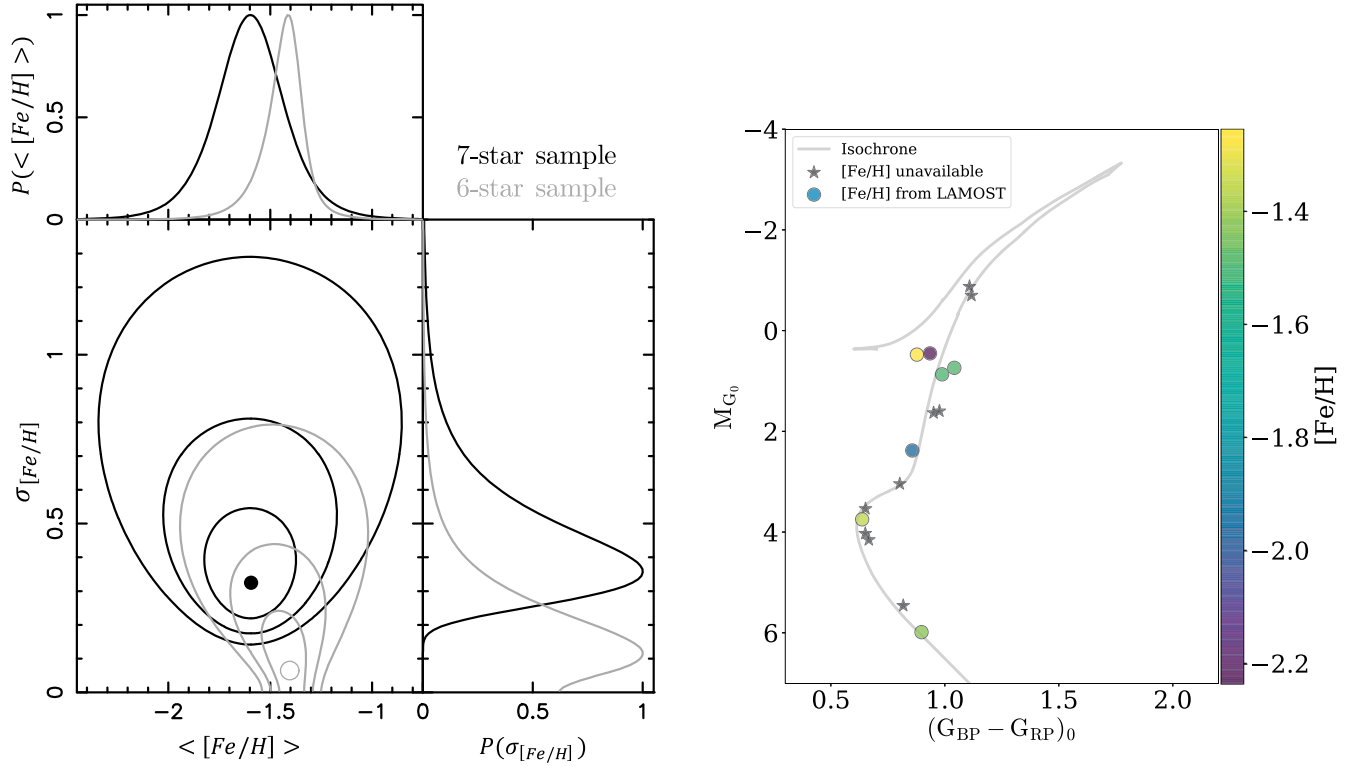 P(< [Fe/H] >)
1
0.5
0
7-star sample
6-star sample
σ[Fe/H]
1
0.5
0
−2
−1.5
−1
0
0.5
1
< [Fe/H] >
P(σ[Fe/H])
−4
−2
0
2
4
6
M_G₀
Isochrone
[Fe/H] unavailable
[Fe/H] from LAMOST
0.5
1.0
1.5
2.0
(G_BP − G_RP)₀
−1.4
−1.6
−1.8
−2.0
−2.2
[Fe/H]